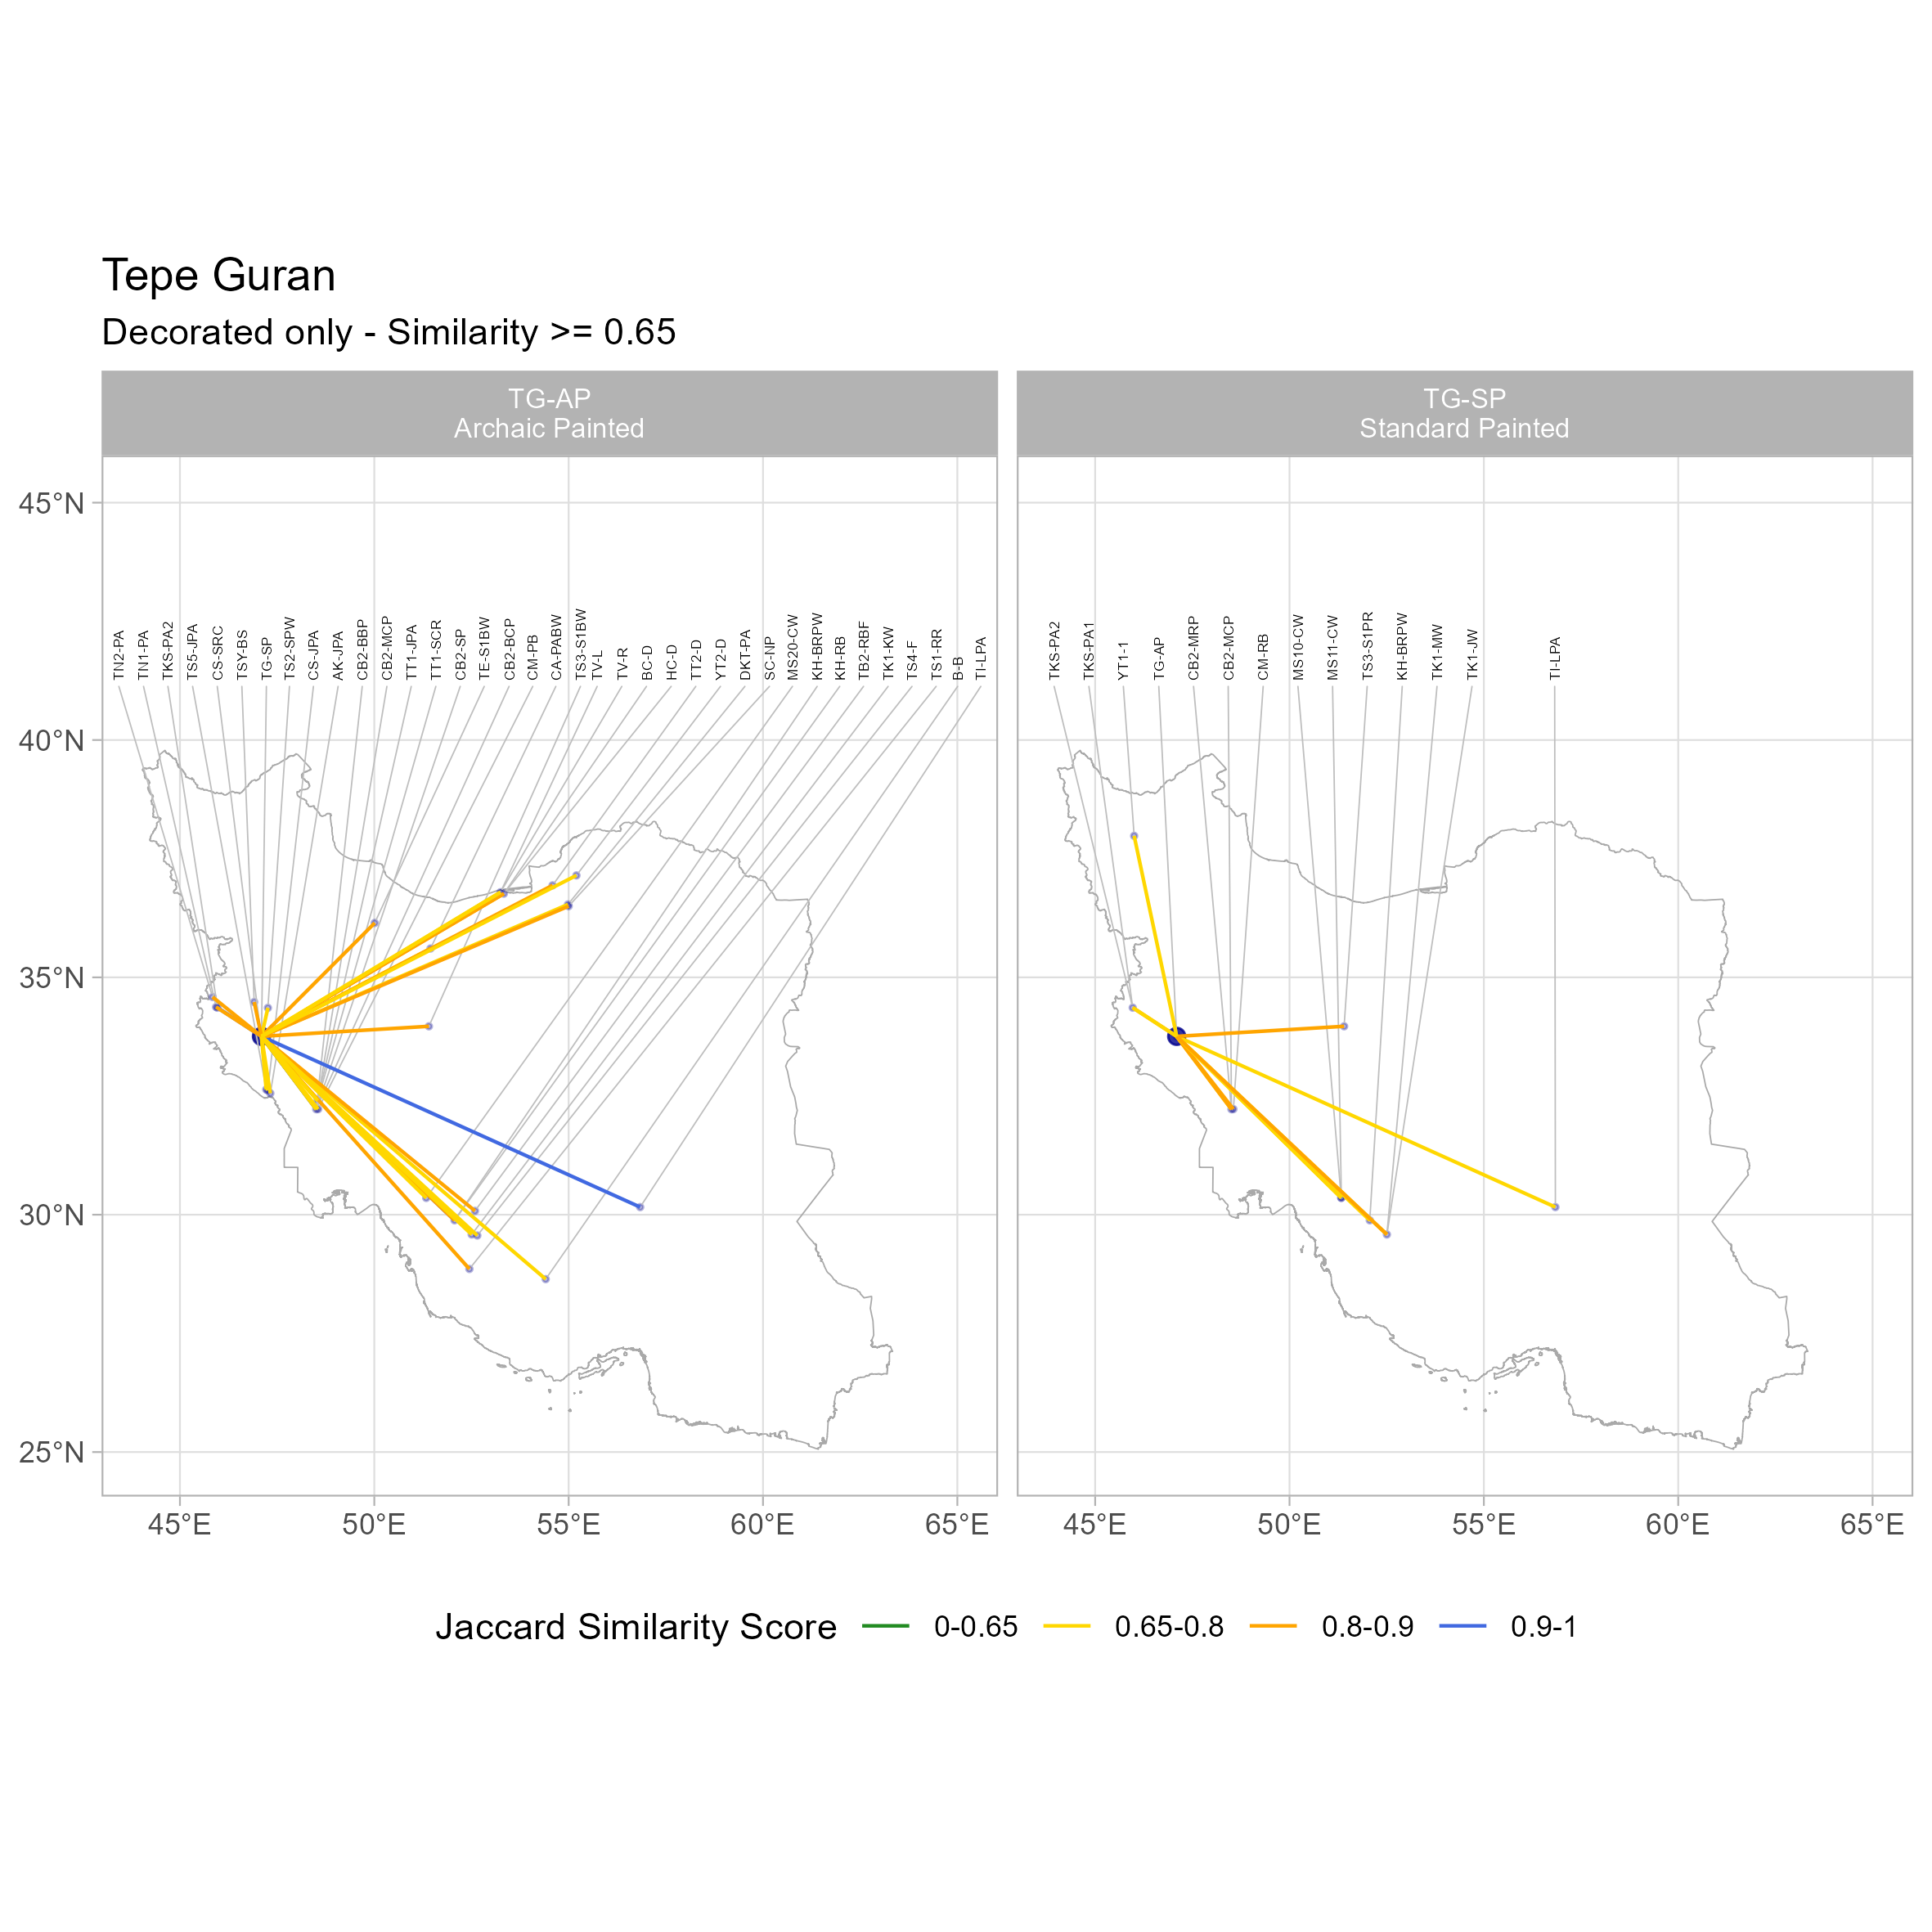 Tepe Guran
Decorated only - Similarity >= 0.65
TG-AP
Archaic Painted
TG-SP
Standard Painted
45°N
40°N
35°N
30°N
25°N
TN2-PA
TN1-PA
TKS-PA2
TS5-JPA
CS-SRC
TSY-BS
TG-SP
TS2-SPW
CS-JPA
AK-JPA
CB2-BBP
CB2-MCP
TT1-JPA
TT1-SCR
CB2-SP
TE-S1BW
CB2-BCP
CM-PB
CA-PABW
TS3-S1BW
TV-L
TV-R
BC-D
HC-D
TT2-D
YT2-D
DKT-PA
SC-NP
MS20-CW
KH-BRPW
KH-RB
TB2-RBF
TK1-KW
TS4-F
TS1-RR
B-B
TI-LPA
TKS-PA2
TKS-PA1
YT1-1
TG-AP
CB2-MRP
CB2-MCP
CM-RB
MS10-CW
MS11-CW
TS3-S1PR
KH-BRPW
TK1-MW
TK1-JW
TI-LPA
45°E 50°E 55°E 60°E 65°E
45°E 50°E 55°E 60°E 65°E
Jaccard Similarity Score 0-0.65 0.65-0.8 0.8-0.9 0.9-1